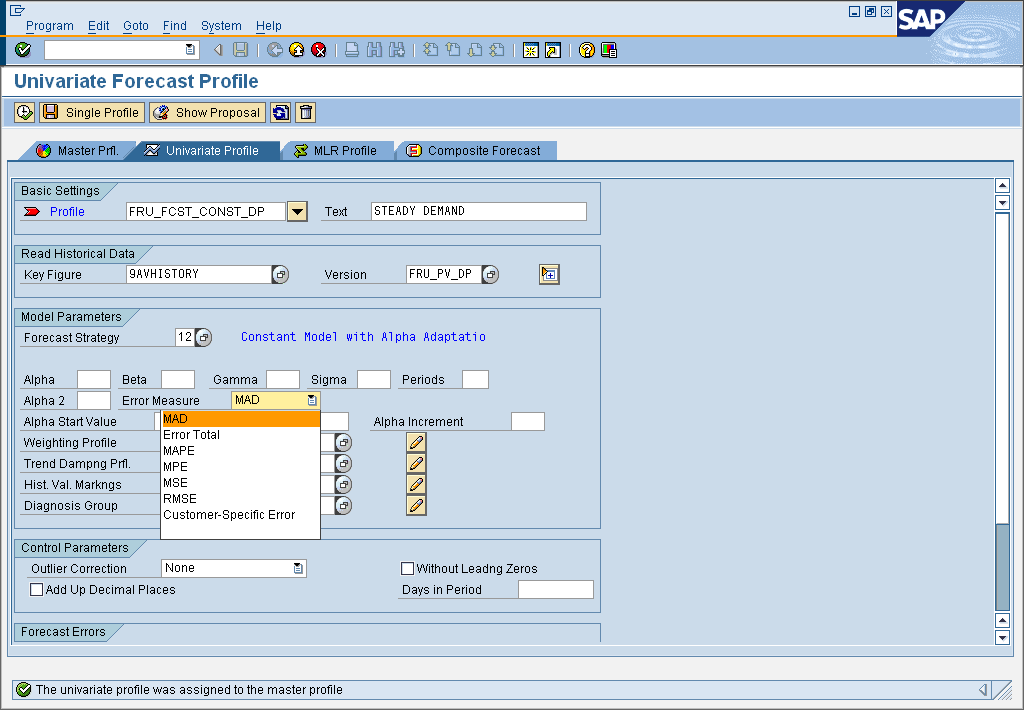 Program Edit Goto Find System Help
SAP
Univariate Forecast Profile
Single Profile Show Proposal
Master Prfl. Univariate Profile MLR Profile Composite Forecast
Basic Settings
Profile FRU_FCST_CONST_DP Text STEADY DEMAND
Read Historical Data
Key Figure 9AVHISTORY Version FRU_PV_DP
Model Parameters
Forecast Strategy 12 Constant Model with Alpha Adaptatio
Alpha Beta Gamma Sigma Periods
Alpha 2 Error Measure MAD
Alpha Start Value MAD Alpha Increment
Error Total
Weighting Profile
MAPE
Trend Dampng Prfl.
MPE
Hist. Val. Markngs MSE
RMSE
Diagnosis Group
Customer-Specific Error
Control Parameters
Outlier Correction None Without Leadng Zeros
Add Up Decimal Places Days in Period
Forecast Errors
The univariate profile was assigned to the master profile